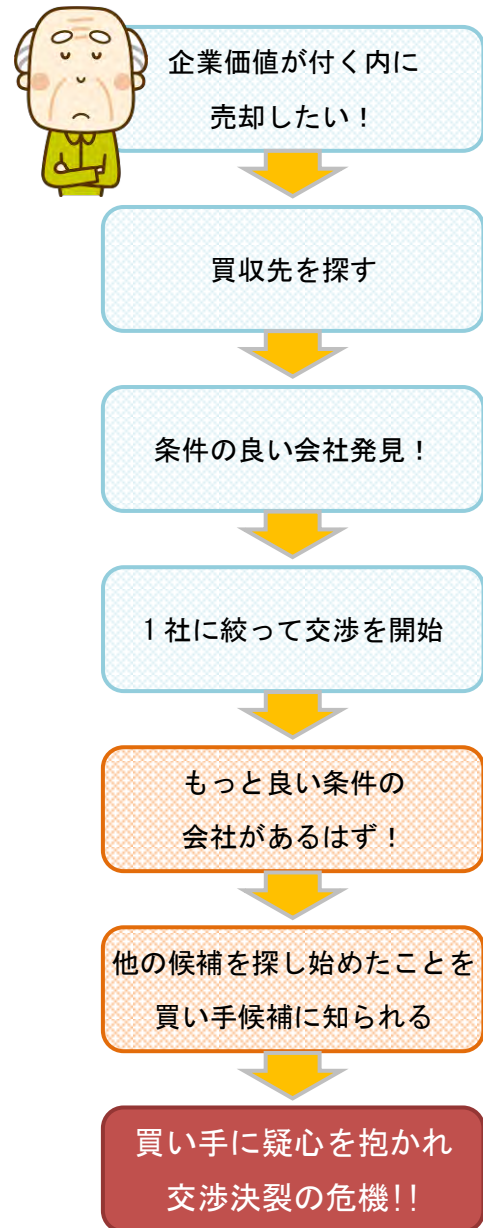 企業価値が付く内に
売却したい！
買収先を探す
条件の良い会社発見！
1 社に絞って交渉を開始
もっと良い条件の
会社があるはず！
他の候補を探し始めたことを
買い手候補に知られる
買い手に疑心を抱かれ
交渉決裂の危機!!